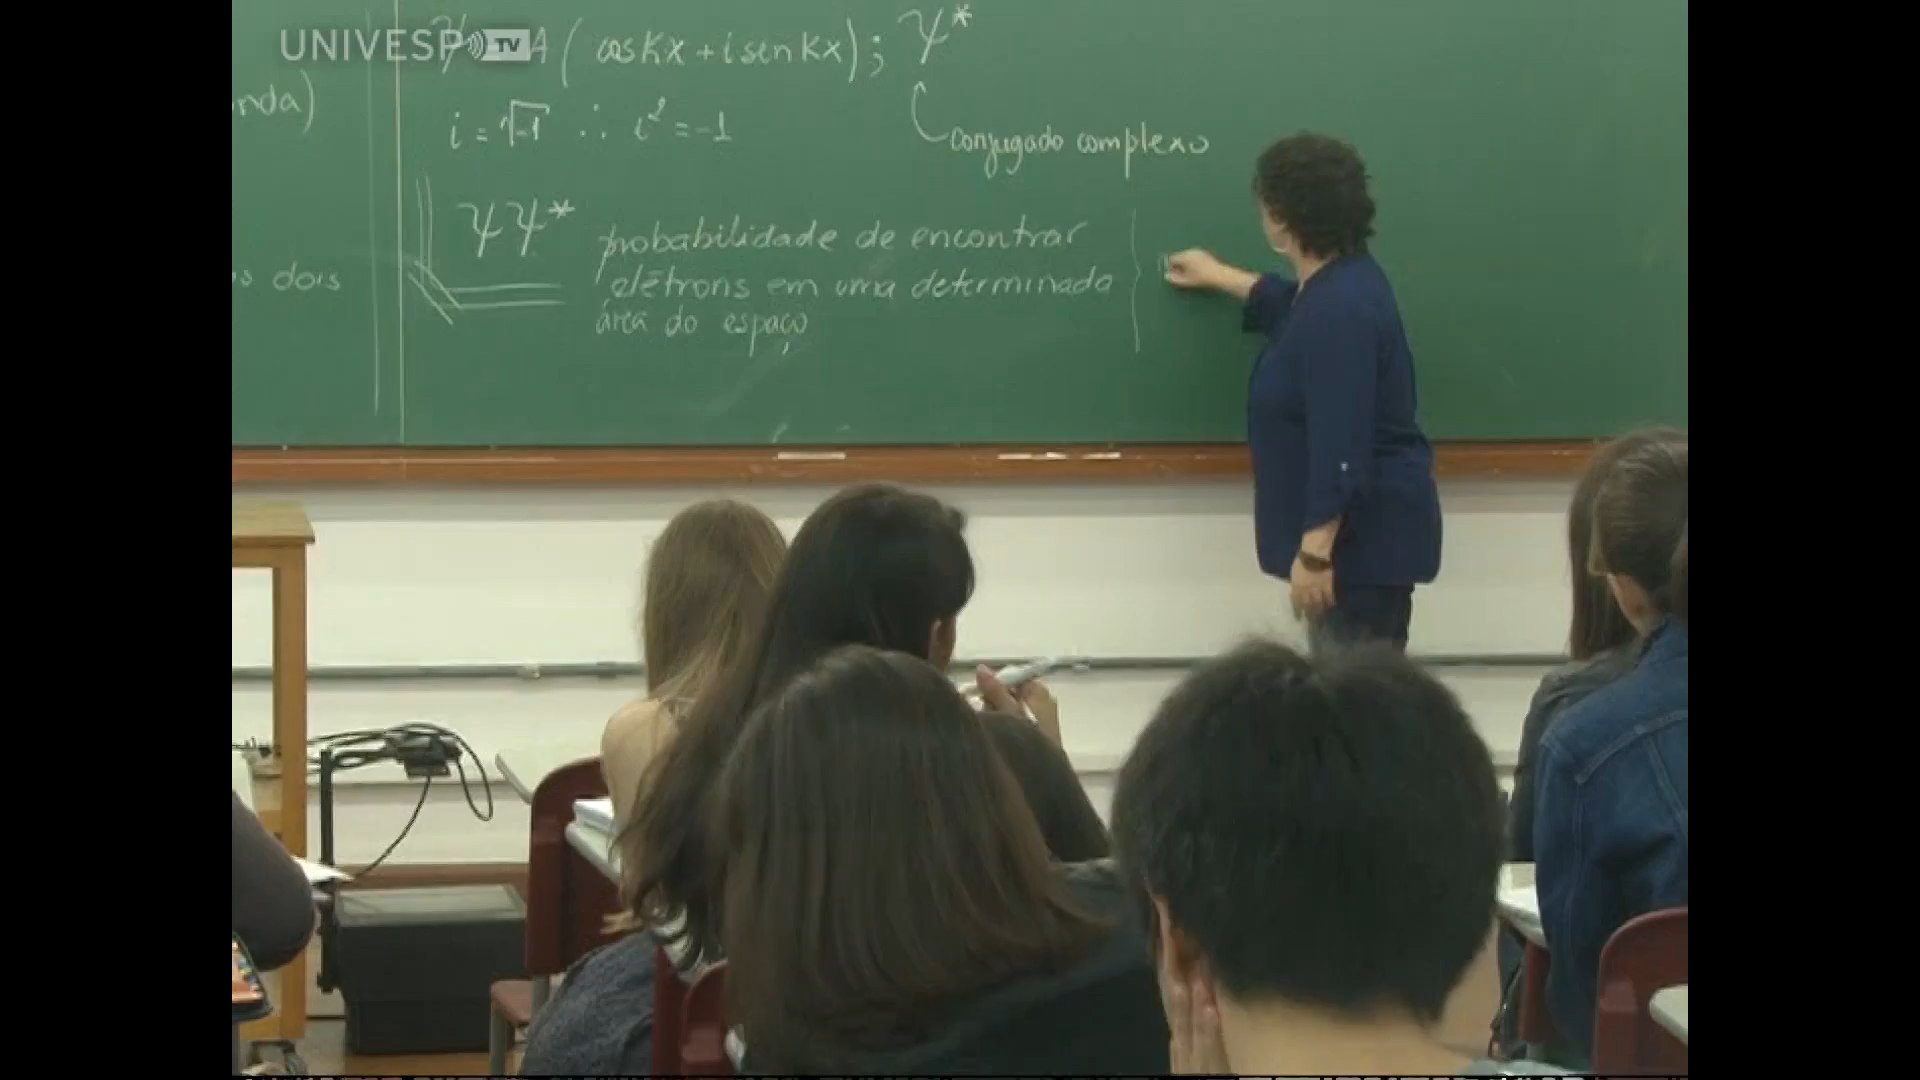 UNIVESP TV
A (cos Kx + i sen Kx); Ψ*
nda)
i = √-1 ∴ i² = -1
conjugado complexo
ΨΨ* probabilidade de encontrar
s dois
elétrons em uma determinada
área do espaço